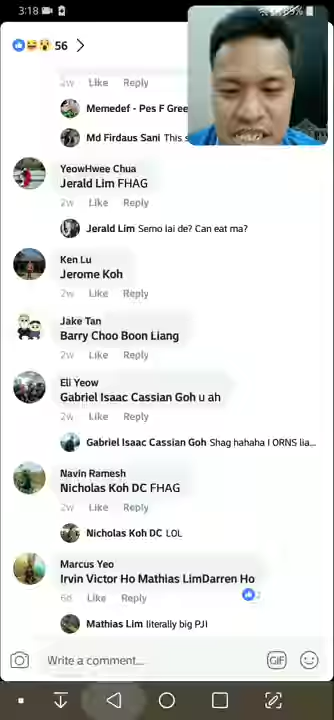 3:18
56
2w Like Reply
Memedef - Pes F Gree
Md Firdaus Sani This s
YeowHwee Chua
Jerald Lim FHAG
2w Like Reply
Jerald Lim Semo lai de? Can eat ma?
Ken Lu
Jerome Koh
2w Like Reply
Jake Tan
Barry Choo Boon Liang
2w Like Reply
Eli Yeow
Gabriel Isaac Cassian Goh u ah
2w Like Reply
Gabriel Isaac Cassian Goh Shag hahaha I ORNS lia...
Navin Ramesh
Nicholas Koh DC FHAG
2w Like Reply
Nicholas Koh DC LOL
Marcus Yeo
Irvin Victor Ho Mathias LimDarren Ho
6d Like Reply 2
Mathias Lim literally big PJI
Write a comment...
GIF